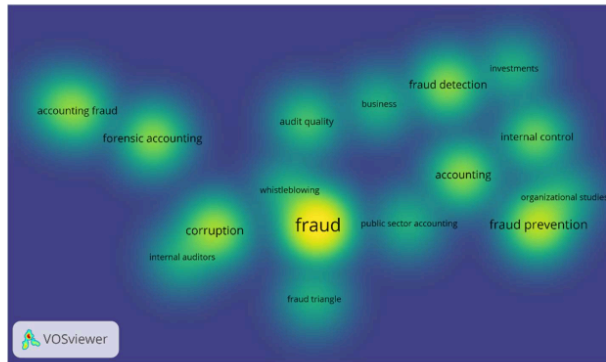 investments
fraud detection
business
accounting fraud
audit quality
forensic accounting
internal control
accounting
whistleblowing
organizational studies
fraud
public sector accounting
fraud prevention
corruption
internal auditors
fraud triangle
VOSviewer